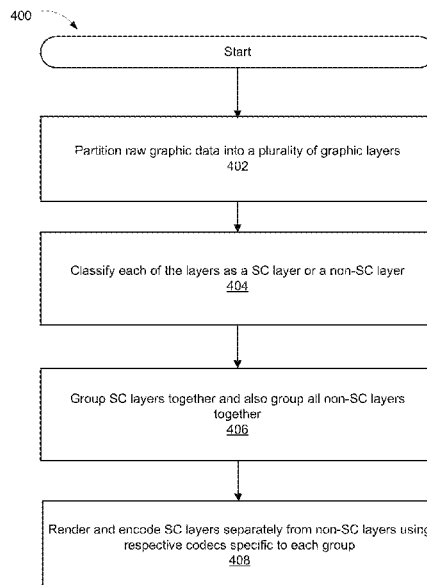 400
Start
Partition raw graphic data into a plurality of graphic layers
402
Classify each of the layers as a SC layer or a non-SC layer
404
Group SC layers together and also group all non-SC layers
together
406
Render and encode SC layers separately from non-SC layers using
respective codecs specific to each group
408